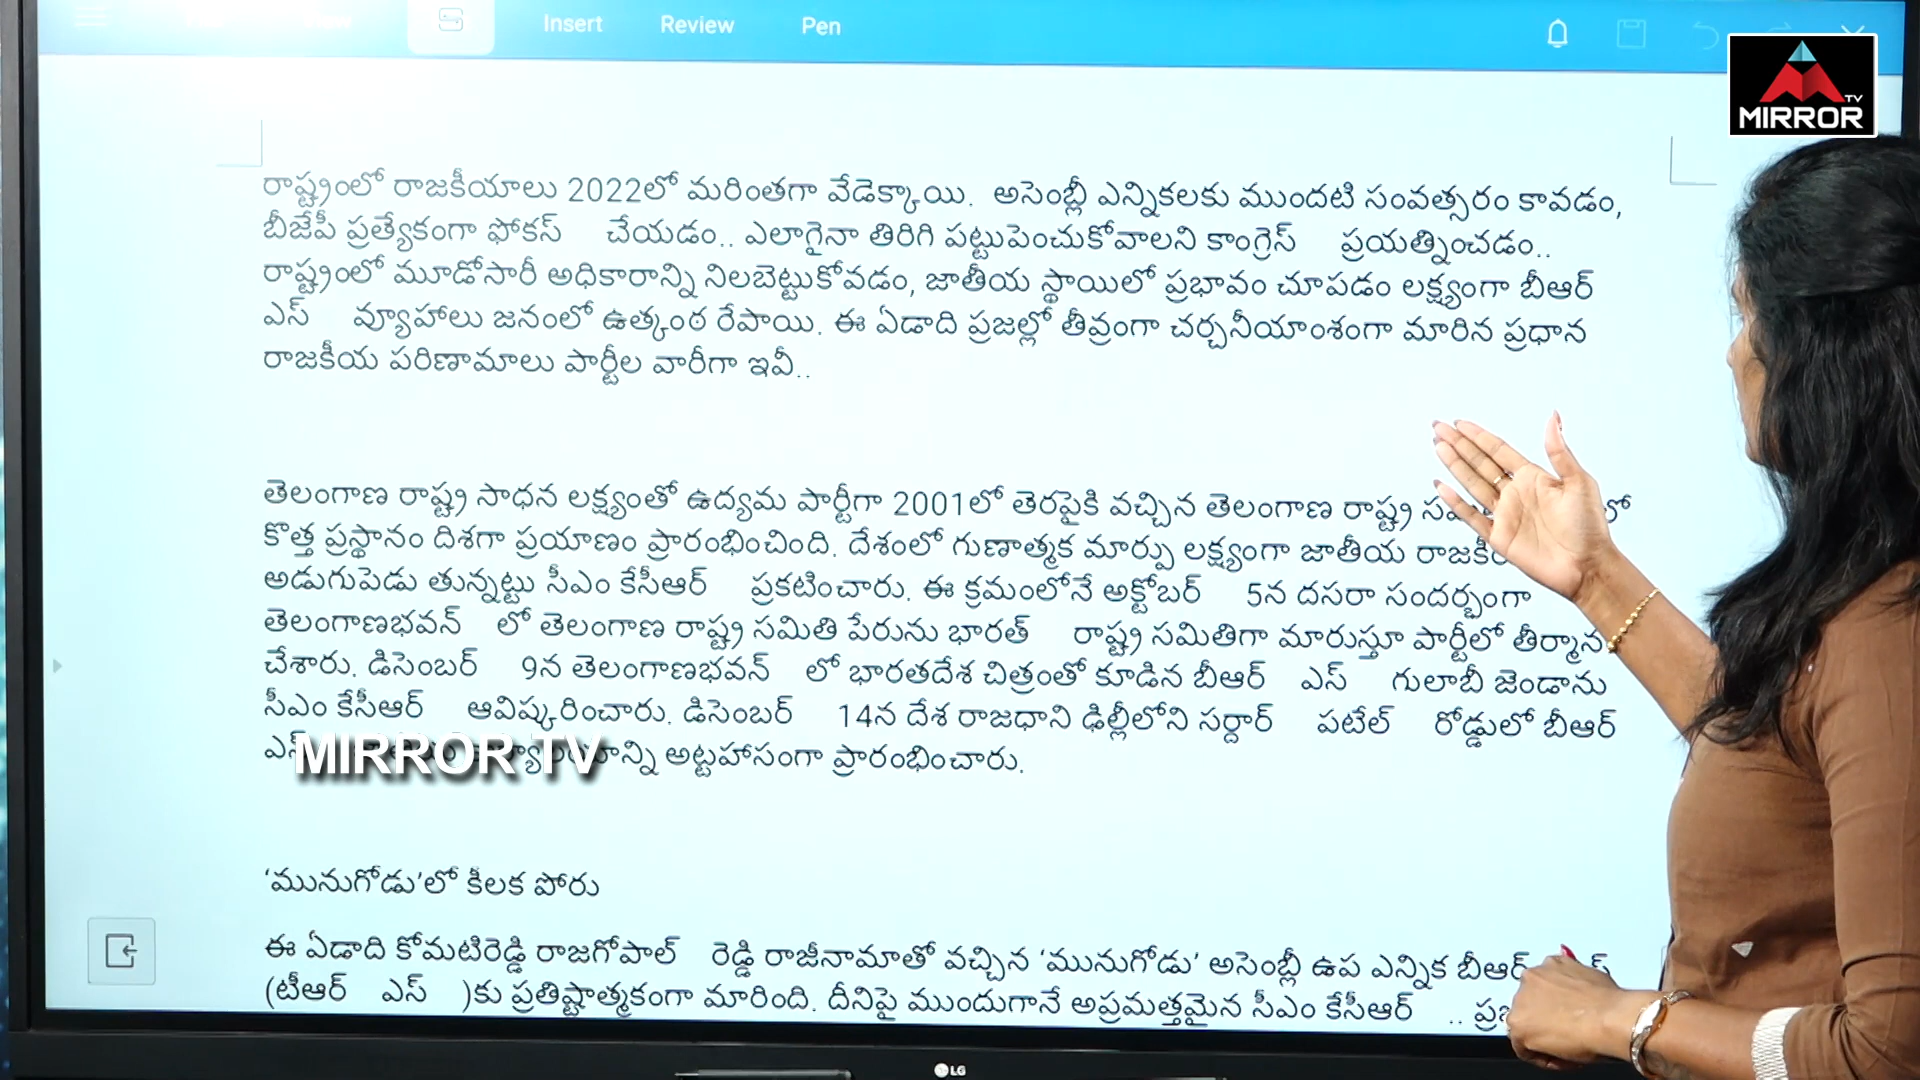 Insert Review Pen
TV
MIRROR
రాష్ట్రంలో రాజకీయాలు 2022లో మరింతగా వేడెక్కాయి. అసెంబ్లీ ఎన్నికలకు ముందటి సంవత్సరం కావడం,
బీజేపీ ప్రత్యేకంగా ఫోకస్ చేయడం.. ఎలాగైనా తిరిగి పట్టుపెంచుకోవాలని కాంగ్రెస్ ప్రయత్నించడం..
రాష్ట్రంలో మూడోసారీ అధికారాన్ని నిలబెట్టుకోవడం, జాతీయ స్థాయిలో ప్రభావం చూపడం లక్ష్యంగా బీఆర్
ఎస్ వ్యూహాలు జనంలో ఉత్కంఠ రేపాయి. ఈ ఏడాది ప్రజల్లో తీవ్రంగా చర్చనీయాంశంగా మారిన ప్రధాన
రాజకీయ పరిణామాలు పార్టీల వారీగా ఇవీ..
తెలంగాణ రాష్ట్ర సాధన లక్ష్యంతో ఉద్యమ పార్టీగా 2001లో తెరపైకి వచ్చిన తెలంగాణ రాష్ట్ర
కొత్త ప్రస్థానం దిశగా ప్రయాణం ప్రారంభించింది. దేశంలో గుణాత్మక మార్పు లక్ష్యంగా జాతీయ
అడుగుపెడు తున్నట్టు సీఎం కేసీఆర్ ప్రకటించారు. ఈ క్రమంలోనే అక్టోబర్ 5న దసరా సందర్భంగా
తెలంగాణభవన్ లో తెలంగాణ రాష్ట్ర సమితి పేరును భారత్ రాష్ట్ర సమితిగా మారుస్తూ పార్టీలో తీర్మాన
చేశారు. డిసెంబర్ 9న తెలంగాణభవన్ లో భారతదేశ చిత్రంతో కూడిన బీఆర్ ఎస్ గులాబీ జెండాను
సీఎం కేసీఆర్ ఆవిష్కరించారు. డిసెంబర్ 14న దేశ రాజధాని ఢిల్లీలోని సర్దార్ పటేల్ రోడ్డులో బీఆర్
ఎస్ అట్టహాసంగా ప్రారంభించారు.
MIRROR TV
‘మునుగోడు’లో కీలక పోరు
ఈ ఏడాది కోమటిరెడ్డి రాజగోపాల్ రెడ్డి రాజీనామాతో వచ్చిన ‘మునుగోడు’ అసెంబ్లీ ఉప ఎన్నిక బీఆర్
(టీఆర్ ఎస్ )కు ప్రతిష్టాత్మకంగా మారింది. దీనిపై ముందుగానే అప్రమత్తమైన సీఎం కేసీఆర్ ..
LG